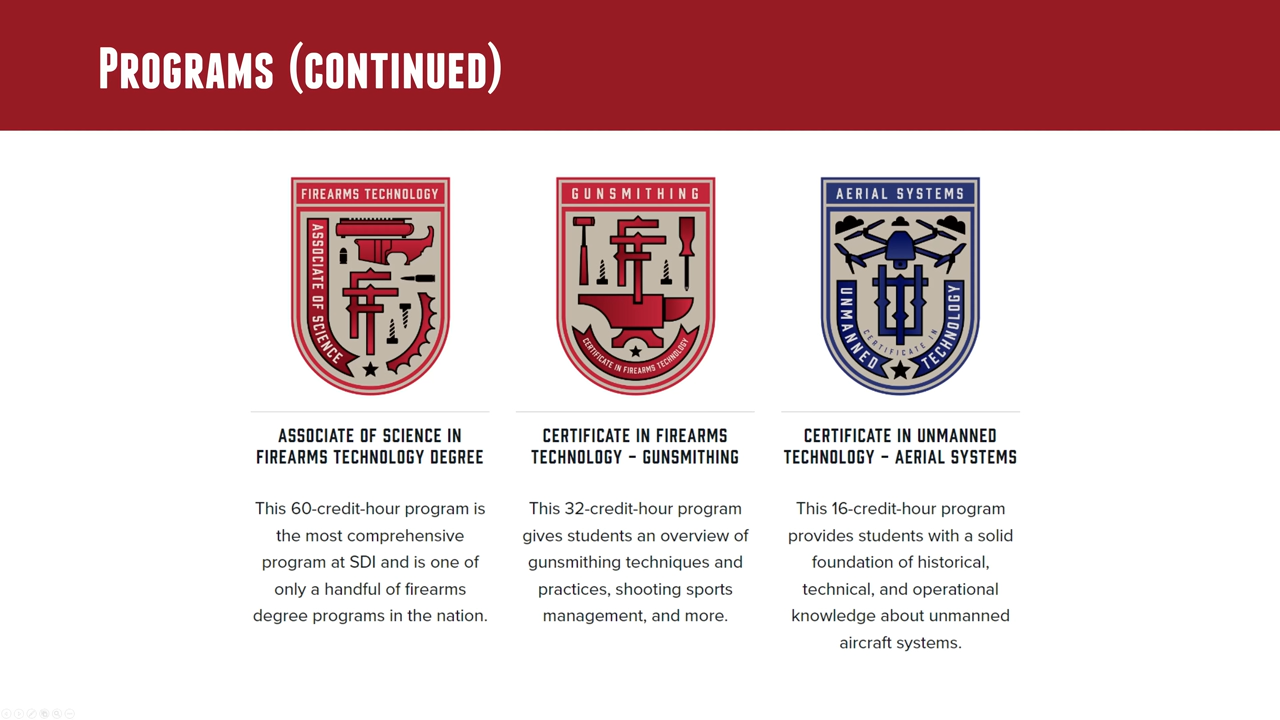 Programs (continued)
FIREARMS TECHNOLOGY
ASSOCIATE OF SCIENCE
GUNSMITHING
CERTIFICATE IN FIREARMS TECHNOLOGY
AERIAL SYSTEMS
UNMANNED
CERTIFICATE IN
TECHNOLOGY
ASSOCIATE OF SCIENCE IN
FIREARMS TECHNOLOGY DEGREE
This 60-credit-hour program is
the most comprehensive
program at SDI and is one of
only a handful of firearms
degree programs in the nation.
CERTIFICATE IN FIREARMS
TECHNOLOGY – GUNSMITHING
This 32-credit-hour program
gives students an overview of
gunsmithing techniques and
practices, shooting sports
management, and more.
CERTIFICATE IN UNMANNED
TECHNOLOGY – AERIAL SYSTEMS
This 16-credit-hour program
provides students with a solid
foundation of historical,
technical, and operational
knowledge about unmanned
aircraft systems.